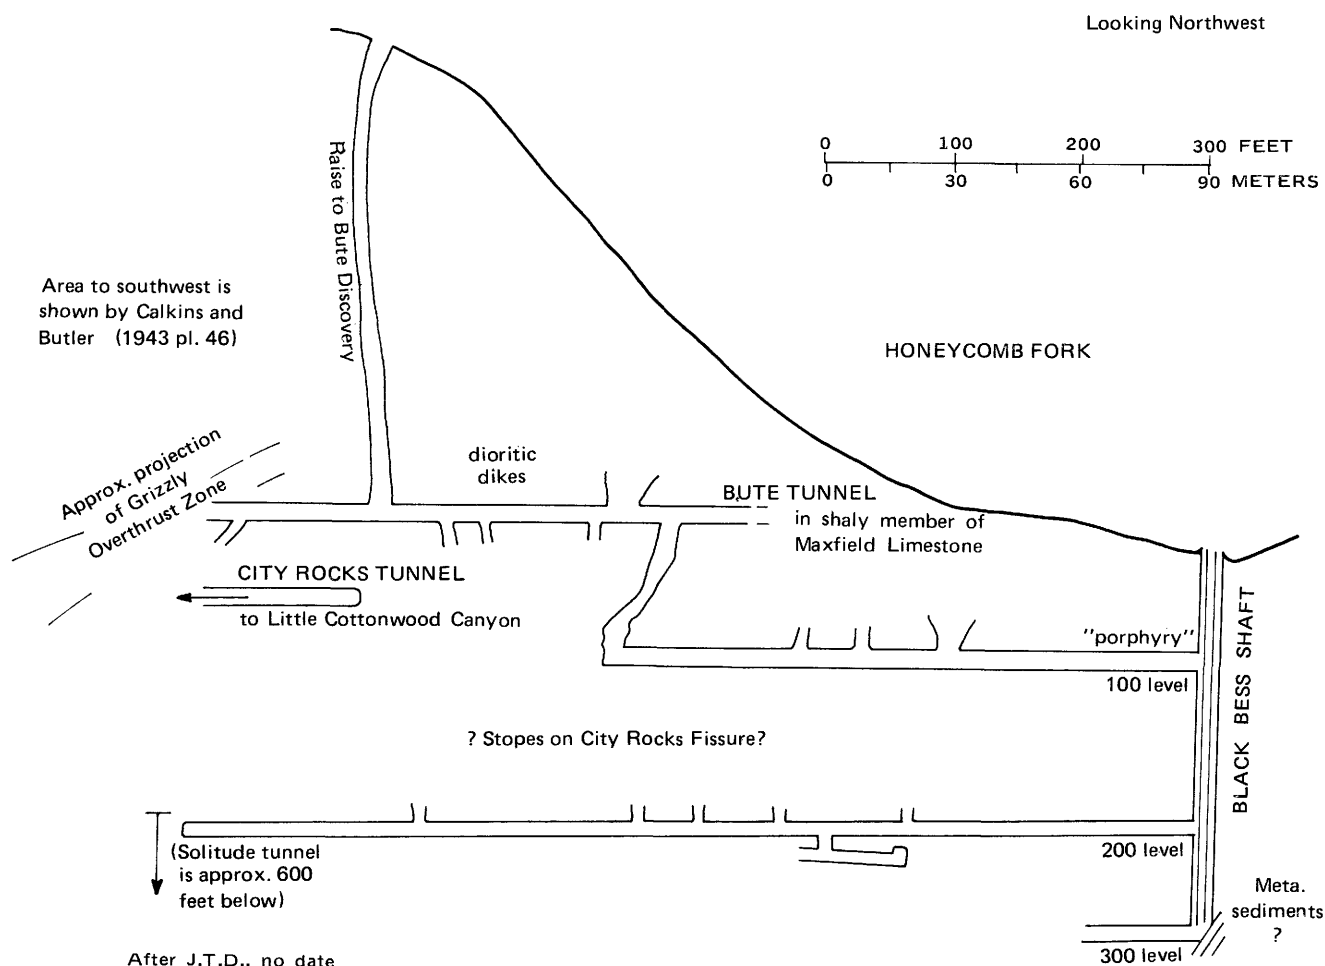 Looking Northwest
0 100 200 300 FEET
0 30 60 90 METERS
Raise to Bute Discovery
Area to southwest is
shown by Calkins and
Butler (1943 pl. 46)
HONEYCOMB FORK
Approx. projection
of Grizzly
Overthrust Zone
dioritic
dikes
BUTE TUNNEL
in shaly member of
Maxfield Limestone
CITY ROCKS TUNNEL
to Little Cottonwood Canyon
"porphyry"
100 level
BLACK BESS SHAFT
? Stopes on City Rocks Fissure?
(Solitude tunnel
is approx. 600
feet below)
200 level
Meta.
sediments
?
300 level
After J.T.D., no date